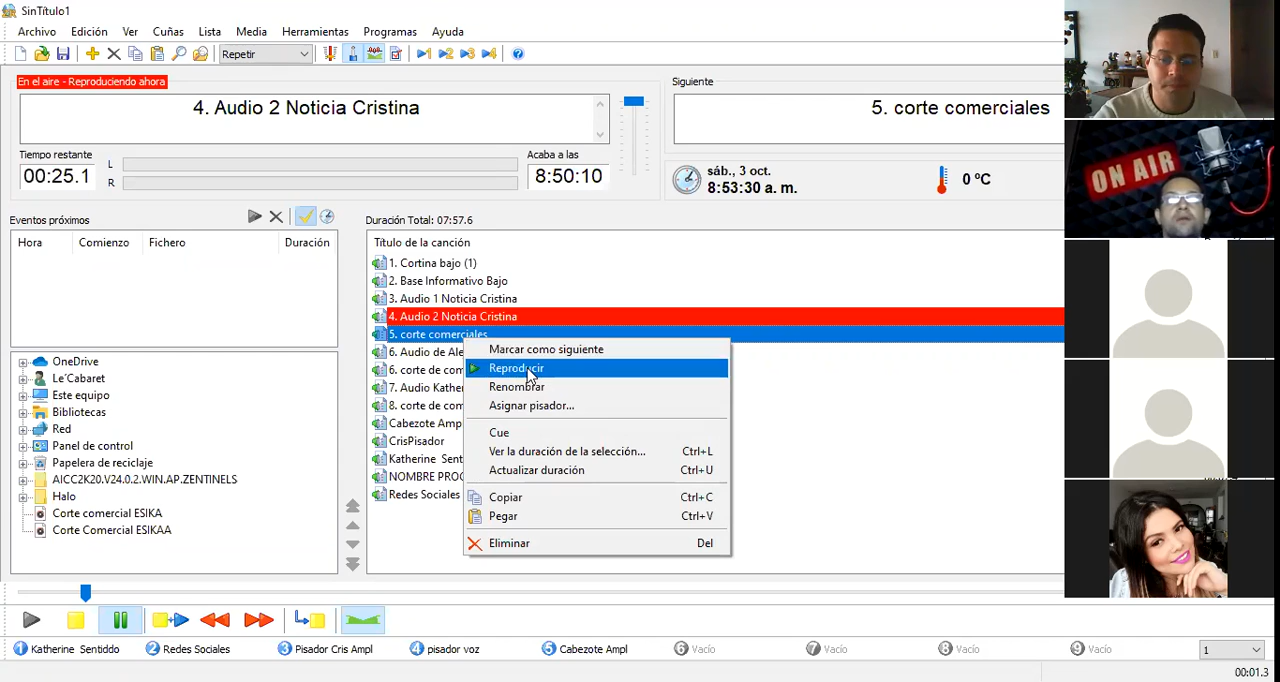 SinTítulo1
Archivo Edición Ver Cuñas Lista Media Herramientas Programas Ayuda
Repetir 1 2 3 4
En el aire - Reproduciendo ahora
4. Audio 2 Noticia Cristina
Siguiente
5. corte comerciales
Tiempo restante
00:25.1
L
R
Acaba a las
8:50:10
sáb., 3 oct.
8:53:30 a. m.
0 ºC
ON AIR
Eventos próximos
Hora Comienzo Fichero Duración
Duración Total: 07:57.6
Título de la canción
1. Cortina bajo (1)
2. Base Informativo Bajo
3. Audio 1 Noticia Cristina
4. Audio 2 Noticia Cristina
5. corte comerciales
6. Audio de Ale
6. corte de com
7. Audio Kathe
8. corte de com
Cabezote Amp
CrisPisador
Katherine Sent
NOMBRE PRO
Redes Sociales
Marcar como siguiente
Reproducir
Renombrar
Asignar pisador...
Cue
Ver la duración de la selección... Ctrl+L
Actualizar duración Ctrl+U
Copiar Ctrl+C
Pegar Ctrl+V
Eliminar Del
OneDrive
Le´Cabaret
Este equipo
Bibliotecas
Red
Panel de control
Papelera de reciclaje
AICC2K20.V24.0.2.WIN.AP.ZENTINELS
Halo
Corte comercial ESIKA
Corte Comercial ESIKAA
1 Katherine Sentiddo 2 Redes Sociales 3 Pisador Cris Ampl 4 pisador voz 5 Cabezote Ampl 6 Vacío 7 Vacío 8 Vacío 9 Vacío 1
00:01.3